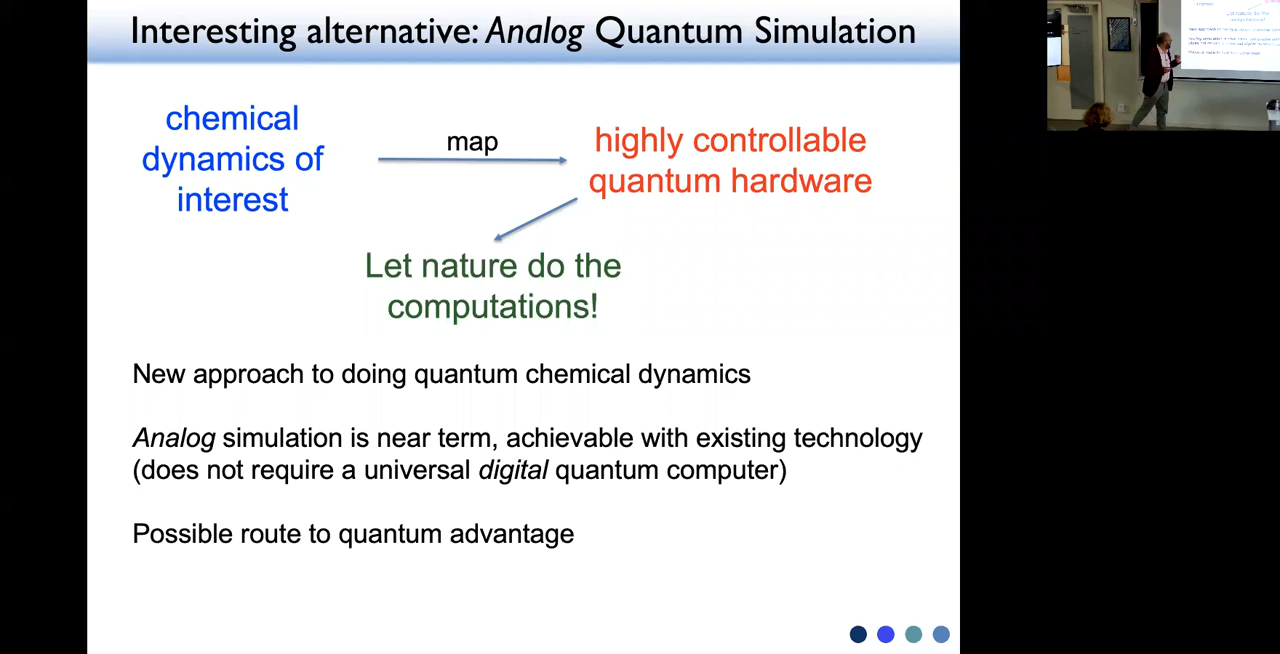 Interesting alternative: Analog Quantum Simulation
chemical
dynamics of
interest
map
highly controllable
quantum hardware
Let nature do the
computations!
New approach to doing quantum chemical dynamics
Analog simulation is near term, achievable with existing technology
(does not require a universal digital quantum computer)
Possible route to quantum advantage